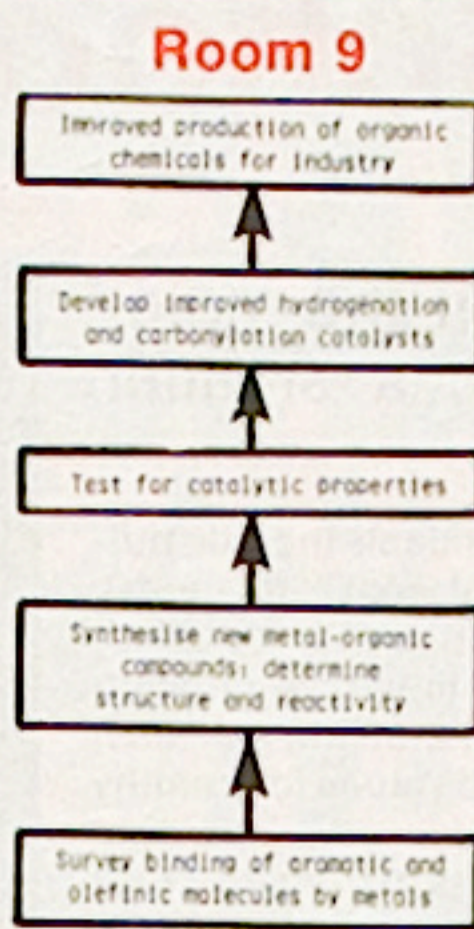 Room 9
Improved production of organic
chemicals for industry
Develop improved hydrogenation
and carbonylation catalysts
Test for catalytic properties
Synthesise new metal-organic
compounds; determine
structure and reactivity
Survey binding of aromatic and
olefinic molecules by metals